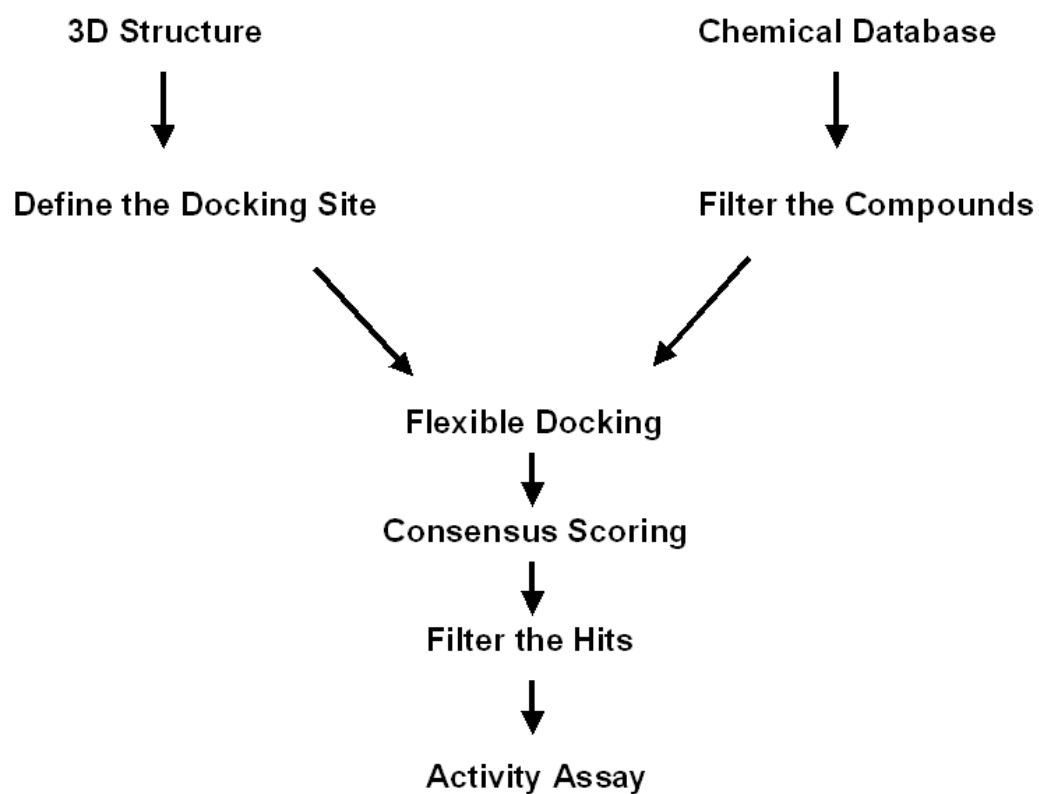 3D Structure
Chemical Database
Define the Docking Site
Filter the Compounds
Flexible Docking
Consensus Scoring
Filter the Hits
Activity Assay